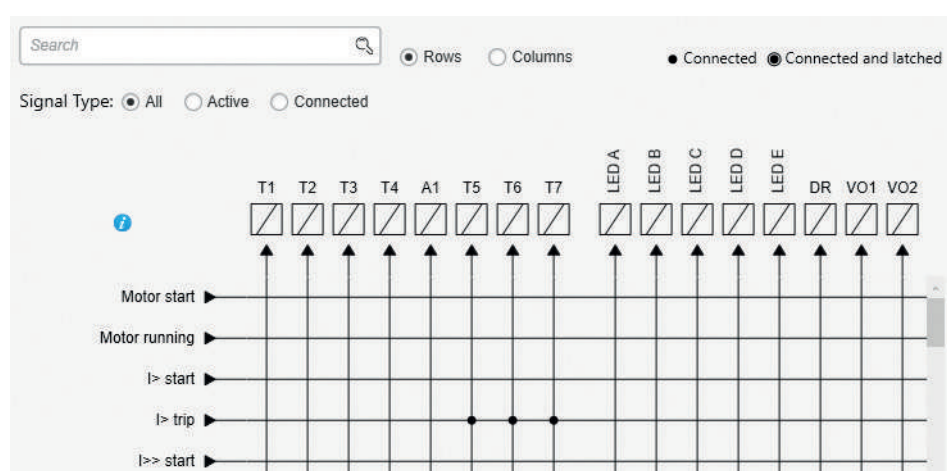 Search
Rows Columns Connected Connected and latched
Signal Type: All Active Connected
T1 T2 T3 T4 A1 T5 T6 T7 LED A LED B LED C LED D LED E DR VO1 VO2
i
Motor start
Motor running
I> start
I> trip
I>> start